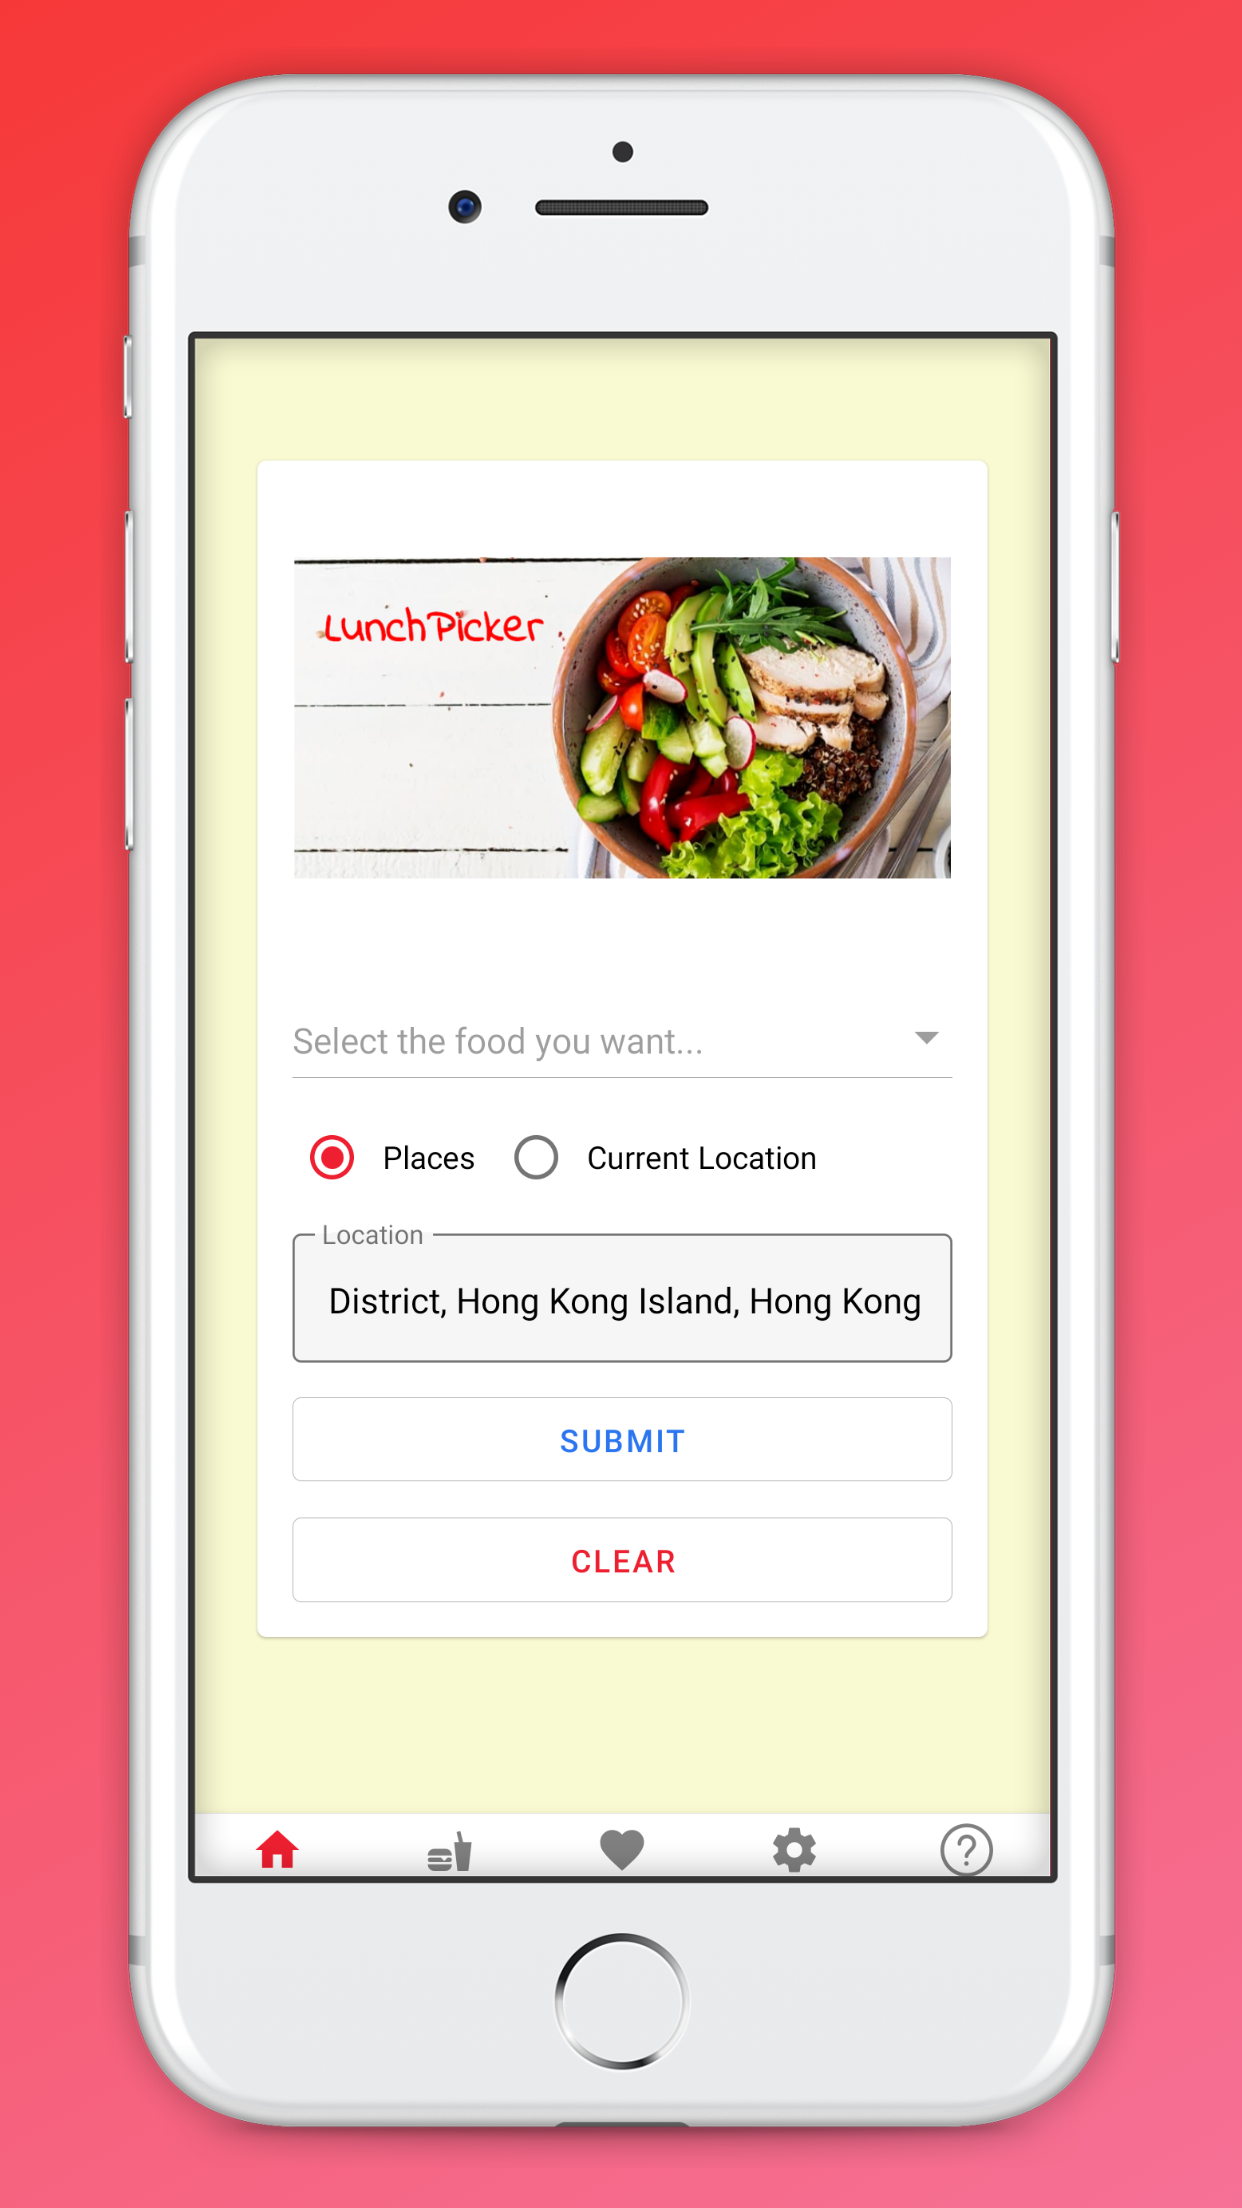 LunchPicker
Select the food you want...
Places Current Location
Location
District, Hong Kong Island, Hong Kong
SUBMIT
CLEAR
?